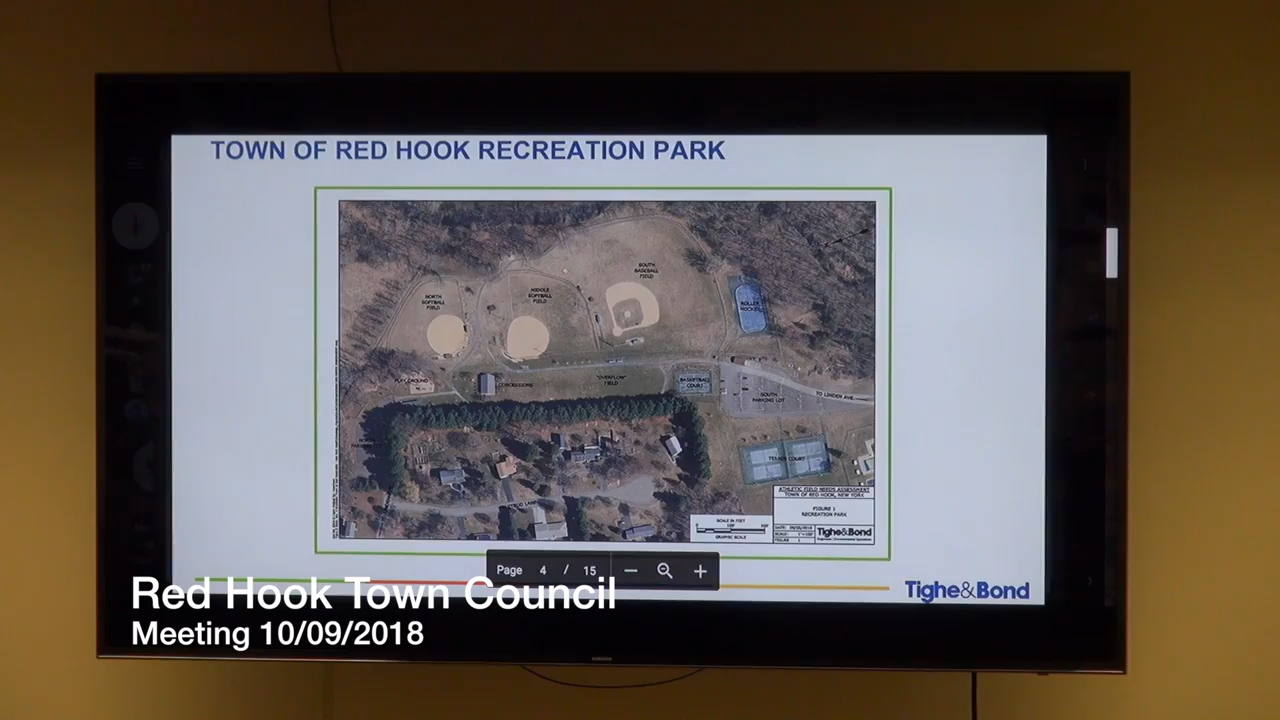 TOWN OF RED HOOK RECREATION PARK
SOUTH
BASEBALL
FIELD
NORTH
SOFTBALL
FIELD
MIDDLE
SOFTBALL
FIELD
ROLLER
HOCKEY
PLAYGROUND
CONCESSIONS
"OVERFLOW"
FIELD
BASKETBALL
COURT
SOUTH
PARKING LOT
TO LINDEN AVE
TENNIS COURT
ATHLETIC FIELD NEEDS ASSESSMENT
TOWN OF RED HOOK, NEW YORK
FIGURE 1
RECREATION PARK
SCALE IN FEET
GRAPHIC SCALE
Tighe&Bond
Page 4 / 15
Tighe&Bond
Red Hook Town Council
Meeting 10/09/2018